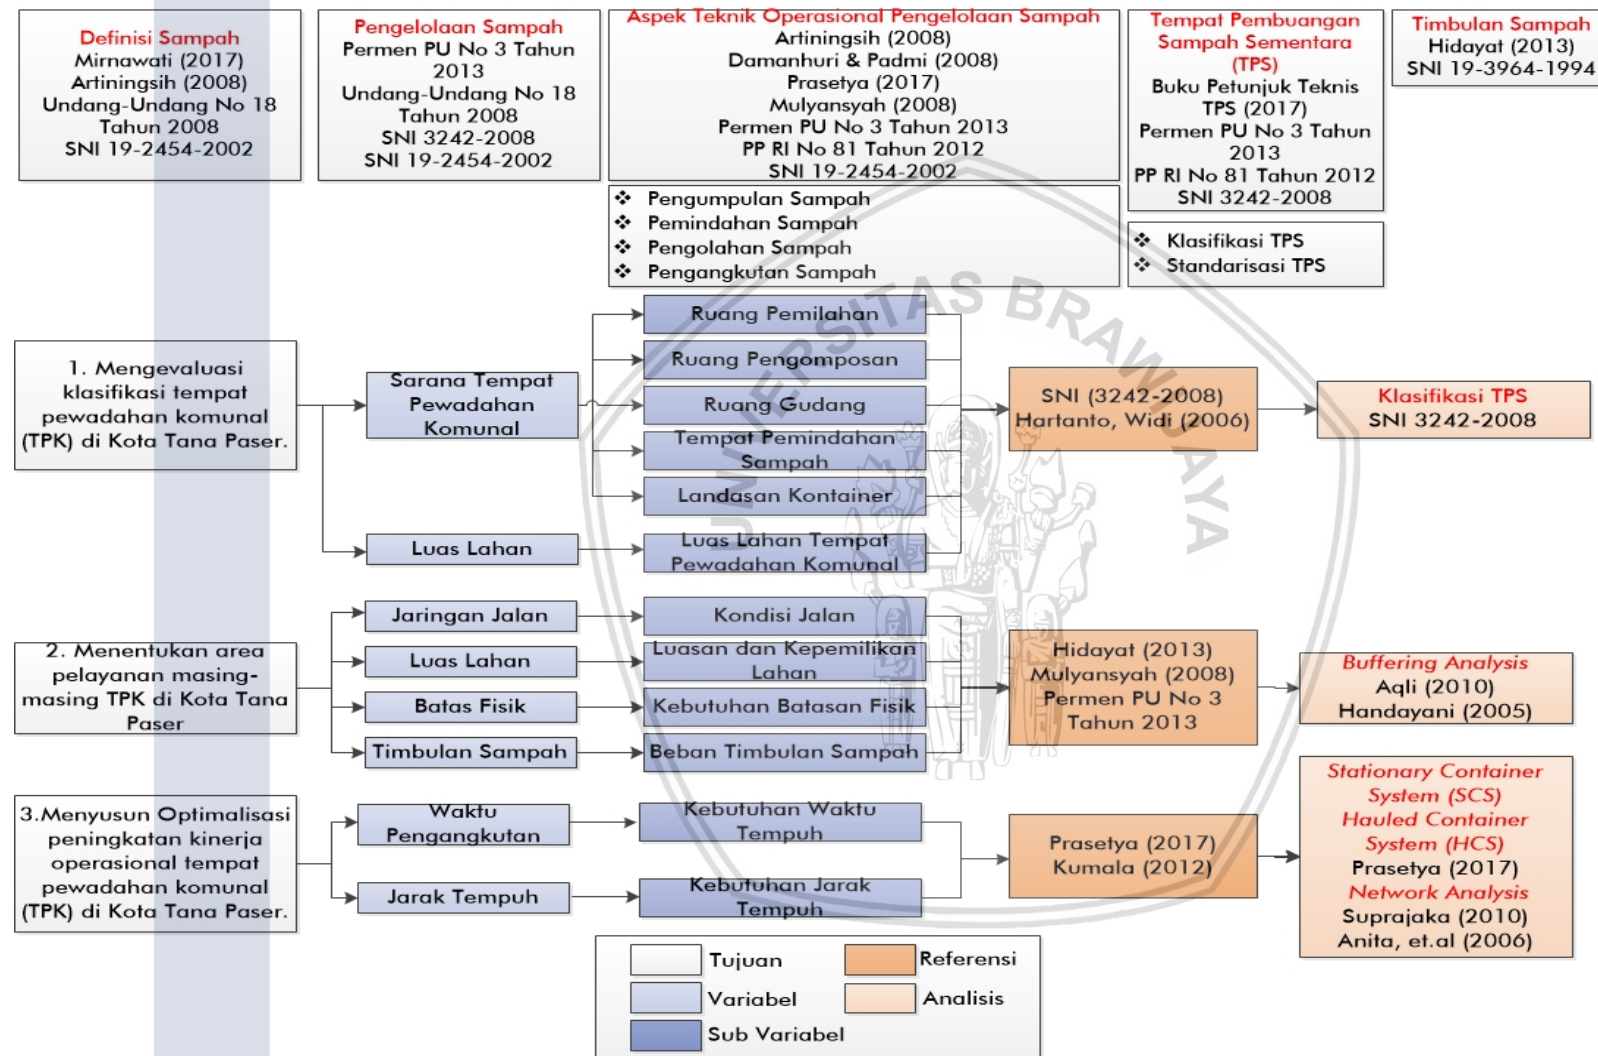 Definisi Sampah
Mirnawati (2017)
Artiningsih (2008)
Undang-Undang No 18
Tahun 2008
SNI 19-2454-2002
Pengelolaan Sampah
Permen PU No 3 Tahun
2013
Undang-Undang No 18
Tahun 2008
SNI 3242-2008
SNI 19-2454-2002
Aspek Teknik Operasional Pengelolaan Sampah
Artiningsih (2008)
Damanhuri & Padmi (2008)
Prasetya (2017)
Mulyansyah (2008)
Permen PU No 3 Tahun 2013
PP RI No 81 Tahun 2012
SNI 19-2454-2002
❖ Pengumpulan Sampah
❖ Pemindahan Sampah
❖ Pengolahan Sampah
❖ Pengangkutan Sampah
Tempat Pembuangan
Sampah Sementara
(TPS)
Buku Petunjuk Teknis
TPS (2017)
Permen PU No 3 Tahun
2013
PP RI No 81 Tahun 2012
SNI 3242-2008
❖ Klasifikasi TPS
❖ Standarisasi TPS
Timbulan Sampah
Hidayat (2013)
SNI 19-3964-1994
1. Mengevaluasi
klasifikasi tempat
pewadahan komunal
(TPK) di Kota Tana Paser.
Sarana Tempat
Pewadahan
Komunal
Luas Lahan
Ruang Pemilahan
Ruang Pengomposan
Ruang Gudang
Tempat Pemindahan
Sampah
Landasan Kontainer
Luas Lahan Tempat
Pewadahan Komunal
SNI (3242-2008)
Hartanto, Widi (2006)
Klasifikasi TPS
SNI 3242-2008
2. Menentukan area
pelayanan masing-
masing TPK di Kota Tana
Paser
Jaringan Jalan
Luas Lahan
Batas Fisik
Timbulan Sampah
Kondisi Jalan
Luasan dan Kepemilikan
Lahan
Kebutuhan Batasan Fisik
Beban Timbulan Sampah
Hidayat (2013)
Mulyansyah (2008)
Permen PU No 3
Tahun 2013
Buffering Analysis
Aqli (2010)
Handayani (2005)
3.Menyusun Optimalisasi
peningkatan kinerja
operasional tempat
pewadahan komunal
(TPK) di Kota Tana Paser.
Waktu
Pengangkutan
Jarak Tempuh
Kebutuhan Waktu
Tempuh
Kebutuhan Jarak
Tempuh
Prasetya (2017)
Kumala (2012)
Stationary Container
System (SCS)
Hauled Container
System (HCS)
Prasetya (2017)
Network Analysis
Suprajaka (2010)
Anita, et.al (2006)
Tujuan
Variabel
Sub Variabel
Referensi
Analisis
UNIVERSITAS BRAWIJAYA